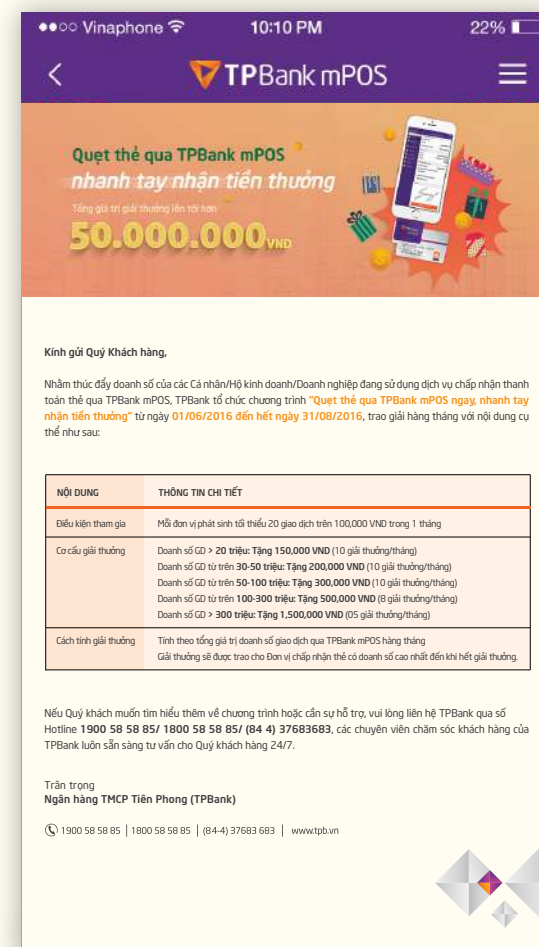 Vinaphone 10:10 PM 22%
TPBank mPOS
Quẹt thẻ qua TPBank mPOS
nhanh tay nhận tiền thưởng
Tổng giá trị giải thưởng lên tới hơn
50.000.000 VND
Kính gửi Quý Khách hàng,
Nhằm thúc đẩy doanh số của các Cá nhân/Hộ kinh doanh/Doanh nghiệp đang sử dụng dịch vụ chấp nhận thanh
toán thẻ qua TPBank mPOS, TPBank tổ chức chương trình "Quẹt thẻ qua TPBank mPOS ngay, nhanh tay
nhận tiền thưởng" từ ngày 01/06/2016 đến hết ngày 31/08/2016, trao giải hàng tháng với nội dung cụ
thể như sau:
NỘI DUNG THÔNG TIN CHI TIẾT
Điều kiện tham gia Mỗi đơn vị phát sinh tối thiểu 20 giao dịch trên 100,000 VND trong 1 tháng
Cơ cấu giải thưởng Doanh số GD > 20 triệu: Tặng 150,000 VND (10 giải thưởng/tháng)
Doanh số GD từ trên 30-50 triệu: Tặng 200,000 VND (10 giải thưởng/tháng)
Doanh số GD từ trên 50-100 triệu: Tặng 300,000 VND (10 giải thưởng/tháng)
Doanh số GD từ trên 100-300 triệu: Tặng 500,000 VND (8 giải thưởng/tháng)
Doanh số GD > 300 triệu: Tặng 1,500,000 VND (05 giải thưởng/tháng)
Cách tính giải thưởng Tính theo tổng giá trị doanh số giao dịch qua TPBank mPOS hàng tháng
Giải thưởng sẽ được trao cho Đơn vị chấp nhận thẻ có doanh số cao nhất đến khi hết giải thưởng.
Nếu Quý khách muốn tìm hiểu thêm về chương trình hoặc cần sự hỗ trợ, vui lòng liên hệ TPBank qua số
Hotline 1900 58 58 85/ 1800 58 58 85/ (84 4) 37683683, các chuyên viên chăm sóc khách hàng của
TPBank luôn sẵn sàng tư vấn cho Quý khách hàng 24/7.
Trân trọng
Ngân hàng TMCP Tiên Phong (TPBank)
1900 58 58 85 | 1800 58 58 85 | (84-4) 37683 683 | www.tpb.vn